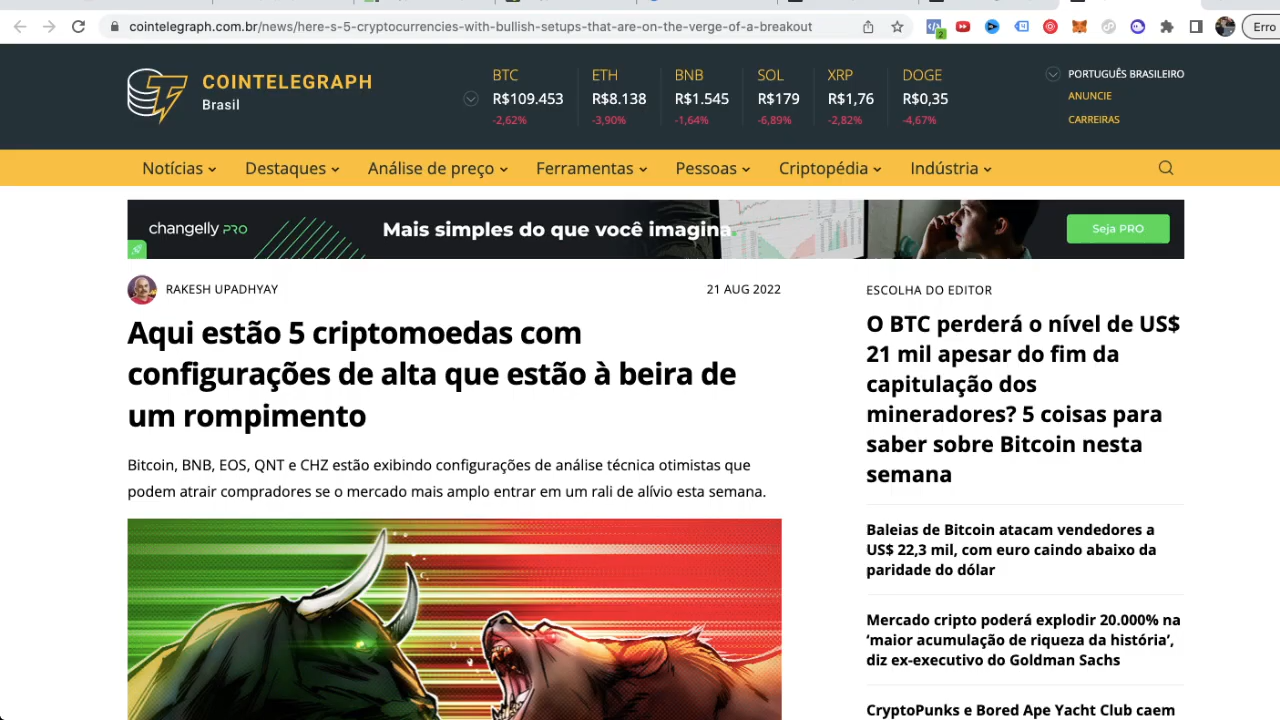 cointelegraph.com.br/news/here-s-5-cryptocurrencies-with-bullish-setups-that-are-on-the-verge-of-a-breakout
2
Erro
COINTELEGRAPH
Brasil
BTC
R$109.453
-2,62%
ETH
R$8.138
-3,90%
BNB
R$1.545
-1,64%
SOL
R$179
-6,89%
XRP
R$1,76
-2,82%
DOGE
R$0,35
-4,67%
PORTUGUÊS BRASILEIRO
ANUNCIE
CARREIRAS
Notícias
Destaques
Análise de preço
Ferramentas
Pessoas
Criptopédia
Indústria
changelly PRO
Mais simples do que você imagina
Seja PRO
RAKESH UPADHYAY
21 AUG 2022
Aqui estão 5 criptomoedas com
configurações de alta que estão à beira de
um rompimento
Bitcoin, BNB, EOS, QNT e CHZ estão exibindo configurações de análise técnica otimistas que
podem atrair compradores se o mercado mais amplo entrar em um rali de alívio esta semana.
ESCOLHA DO EDITOR
O BTC perderá o nível de US$
21 mil apesar do fim da
capitulação dos
mineradores? 5 coisas para
saber sobre Bitcoin nesta
semana
Baleias de Bitcoin atacam vendedores a
US$ 22,3 mil, com euro caindo abaixo da
paridade do dólar
Mercado cripto poderá explodir 20.000% na
‘maior acumulação de riqueza da história‘,
diz ex-executivo do Goldman Sachs
CryptoPunks e Bored Ape Yacht Club caem